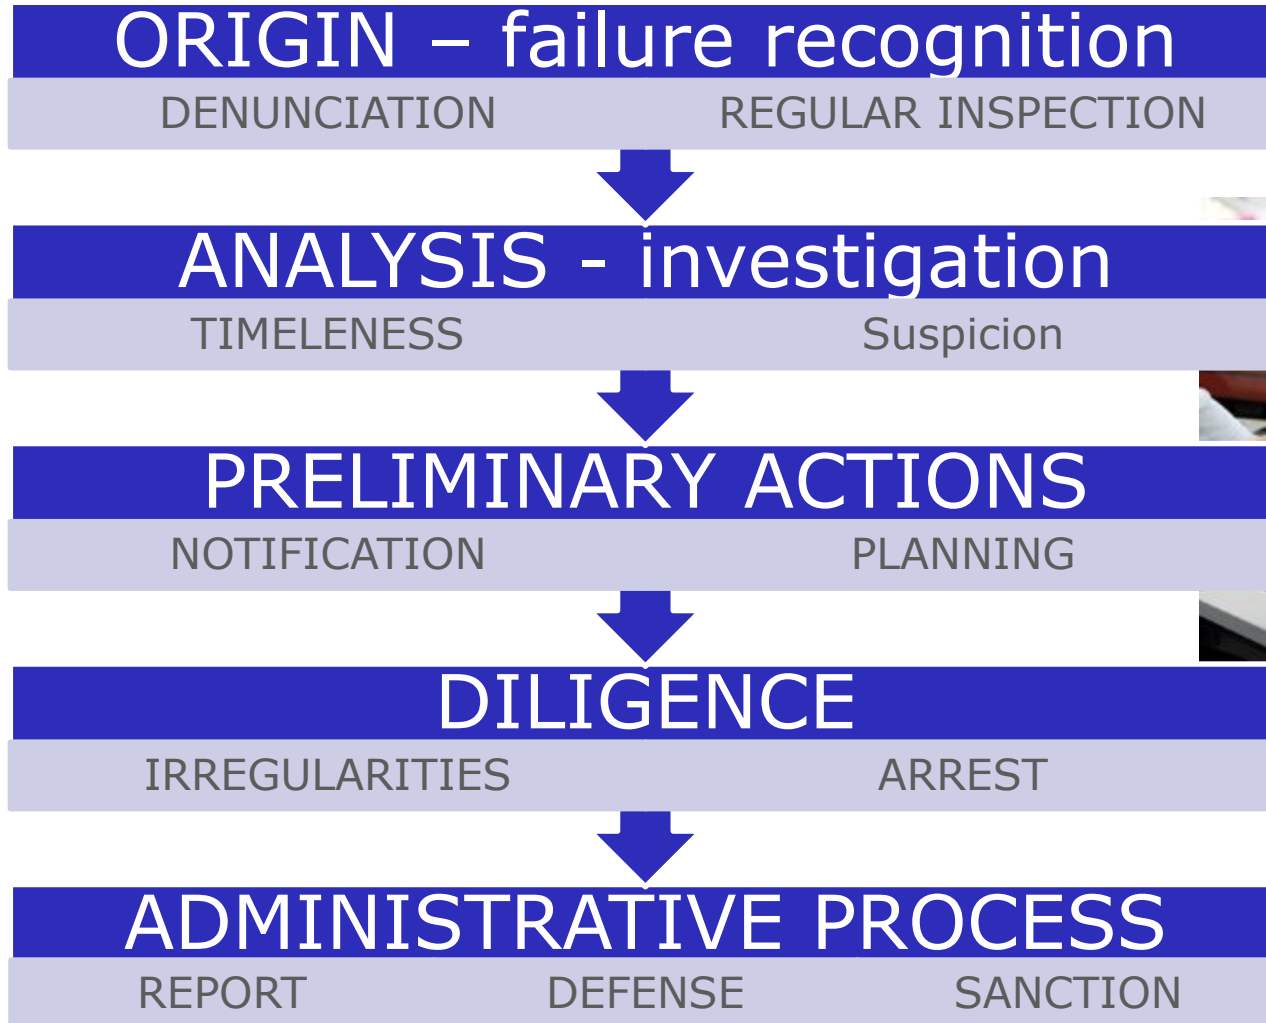 ORIGIN – failure recognition
DENUNCIATION REGULAR INSPECTION
ANALYSIS - investigation
TIMELENESS Suspicion
PRELIMINARY ACTIONS
NOTIFICATION PLANNING
DILIGENCE
IRREGULARITIES ARREST
ADMINISTRATIVE PROCESS
REPORT DEFENSE SANCTION